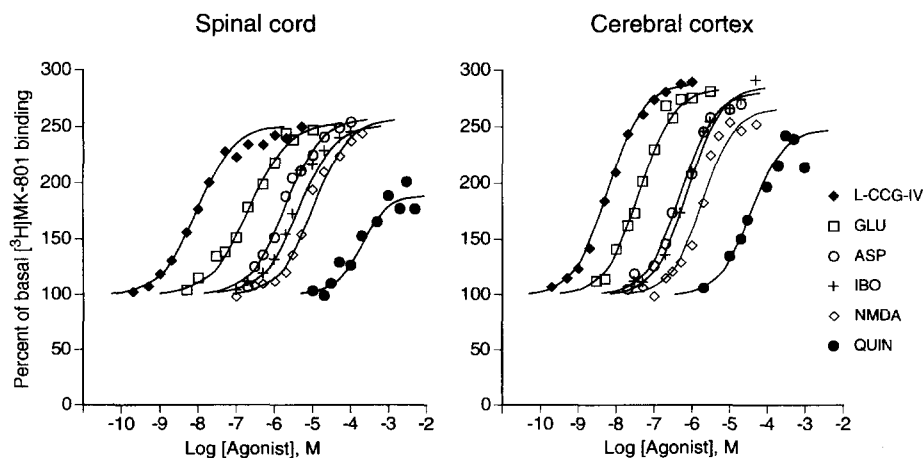 Spinal cord
Cerebral cortex
Percent of basal [³H]MK-801 binding
300
250
200
150
100
50
0
-10 -9 -8 -7 -6 -5 -4 -3 -2
Log [Agonist], M
300
250
200
150
100
50
0
-10 -9 -8 -7 -6 -5 -4 -3 -2
Log [Agonist], M
L-CCG-IV
GLU
ASP
IBO
NMDA
QUIN